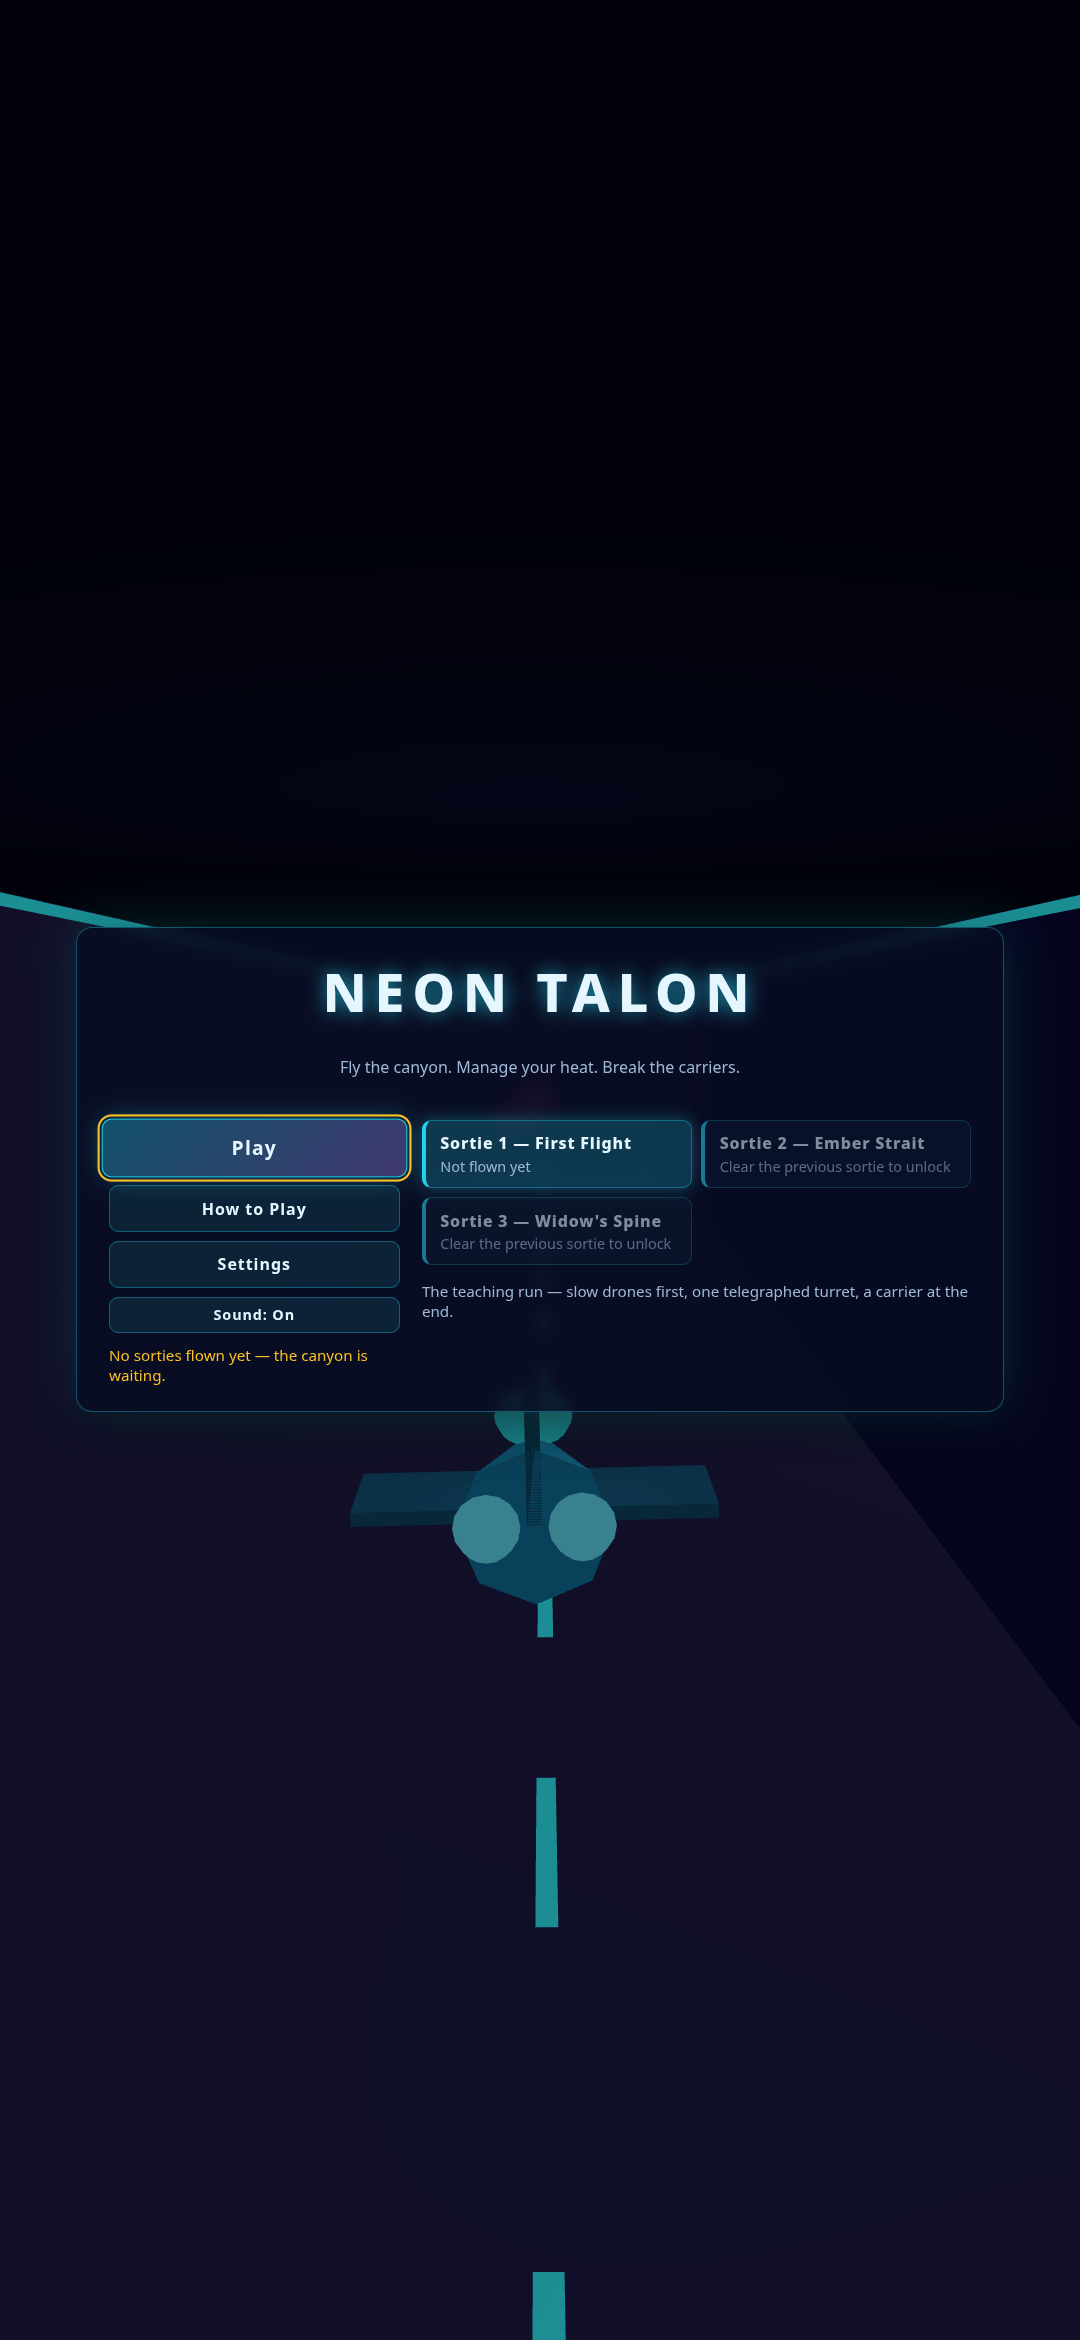 NEON TALON
Fly the canyon. Manage your heat. Break the carriers.
Play
How to Play
Settings
Sound: On
No sorties flown yet — the canyon is
waiting.
Sortie 1 — First Flight
Not flown yet
Sortie 2 — Ember Strait
Clear the previous sortie to unlock
Sortie 3 — Widow's Spine
Clear the previous sortie to unlock
The teaching run — slow drones first, one telegraphed turret, a carrier at the
end.